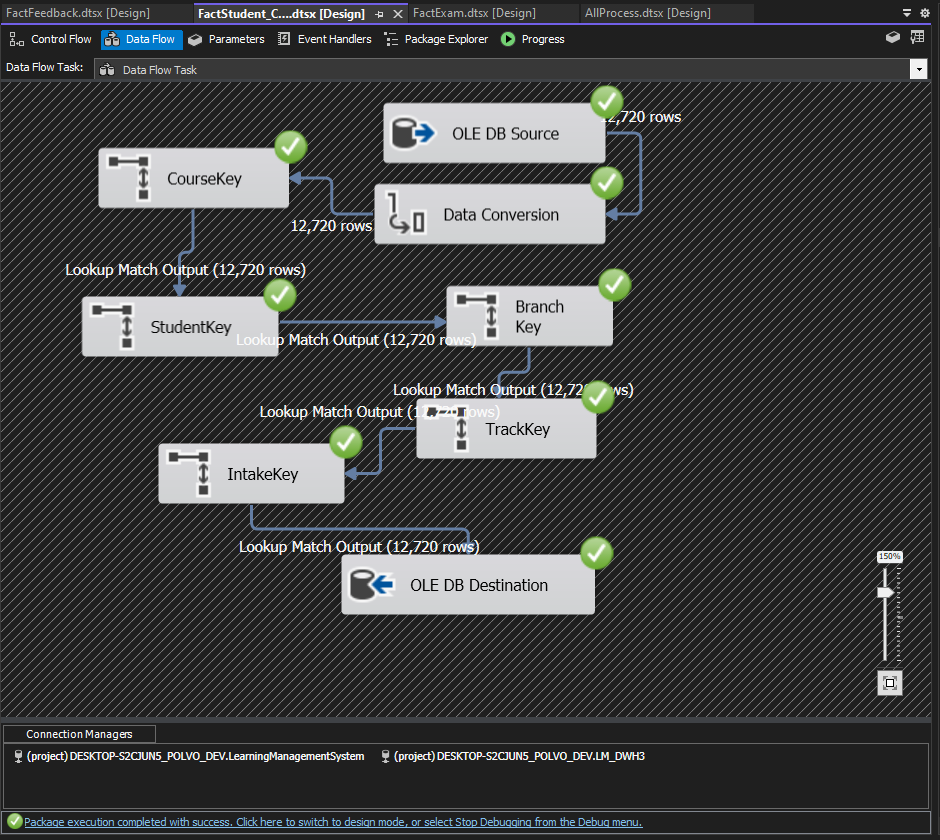 FactFeedback.dtsx [Design]
FactStudent_C....dtsx [Design]
FactExam.dtsx [Design]
AllProcess.dtsx [Design]
Control Flow
Data Flow
Parameters
Event Handlers
Package Explorer
Progress
Data Flow Task:
Data Flow Task
OLE DB Source
12,720 rows
CourseKey
Data Conversion
12,720 rows
Lookup Match Output (12,720 rows)
StudentKey
Branch
Key
Lookup Match Output (12,720 rows)
Lookup Match Output (12,720 rows)
Lookup Match Output (12,720 rows)
TrackKey
IntakeKey
Lookup Match Output (12,720 rows)
OLE DB Destination
150%
Connection Managers
(project) DESKTOP-S2CJUN5_POLVO_DEV.LearningManagementSystem
(project) DESKTOP-S2CJUN5_POLVO_DEV.LM_DWH3
Package execution completed with success. Click here to switch to design mode, or select Stop Debugging from the Debug menu.